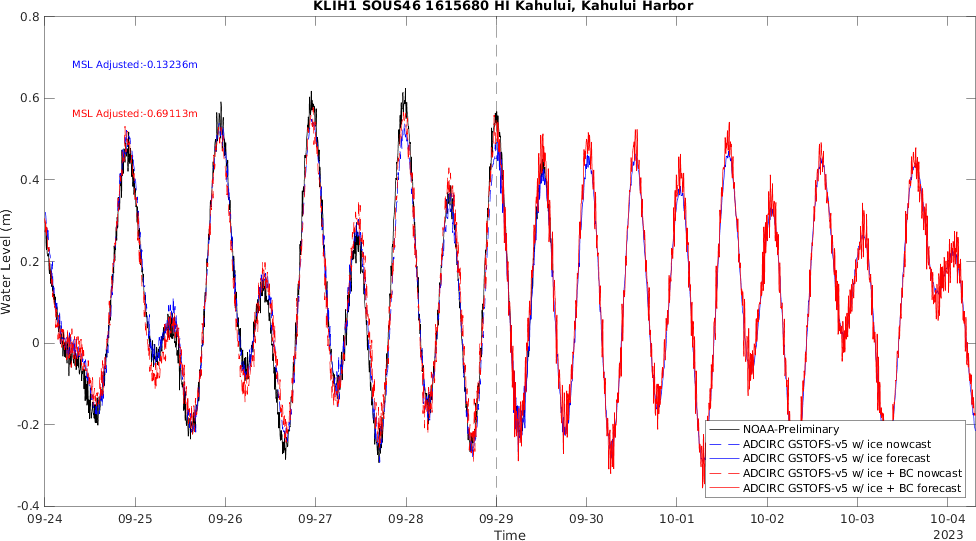 KLIH1 SOUS46 1615680 HI Kahului, Kahului Harbor
0.8
MSL Adjusted:-0.13236m
0.6
MSL Adjusted:-0.69113m
0.4
Water Level (m)
0.2
0
-0.2
NOAA-Preliminary
ADCIRC GSTOFS-v5 w/ ice nowcast
ADCIRC GSTOFS-v5 w/ ice forecast
ADCIRC GSTOFS-v5 w/ ice + BC nowcast
ADCIRC GSTOFS-v5 w/ ice + BC forecast
-0.4
09-24 09-25 09-26 09-27 09-28 09-29 09-30 10-01 10-02 10-03 10-04
Time
2023